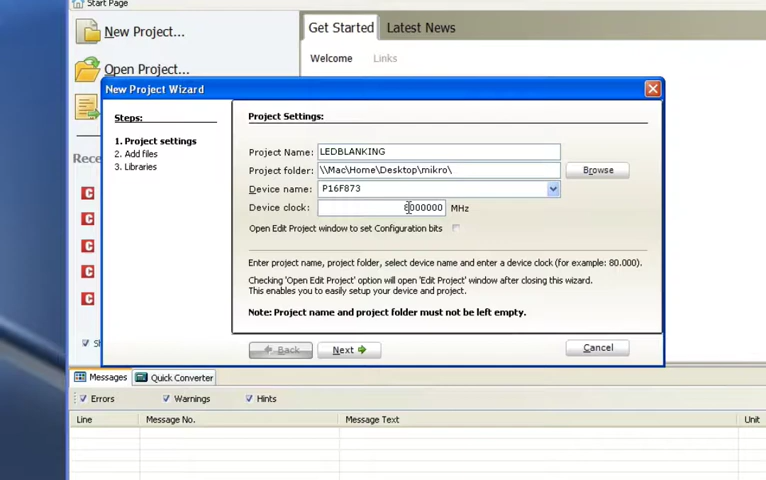 Start Page
New Project...
Get Started
Latest News
Welcome
Links
Open Project...
New Project Wizard
Steps:
1. Project settings
2. Add files
3. Libraries
Project Settings:
Project Name: LEDBLANKING
Project folder: \\Mac\Home\Desktop\mikro\
Browse
Device name: P16F873
Device clock: 8000000 MHz
Open Edit Project window to set Configuration bits
Enter project name, project folder, select device name and enter a device clock (for example: 80.000).
Checking 'Open Edit Project' option will open 'Edit Project' window after closing this wizard.
This enables you to easily setup your device and project.
Note: Project name and project folder must not be left empty.
Rece
Back
Next
Cancel
Messages
Quick Converter
Errors
Warnings
Hints
Line
Message No.
Message Text
Unit